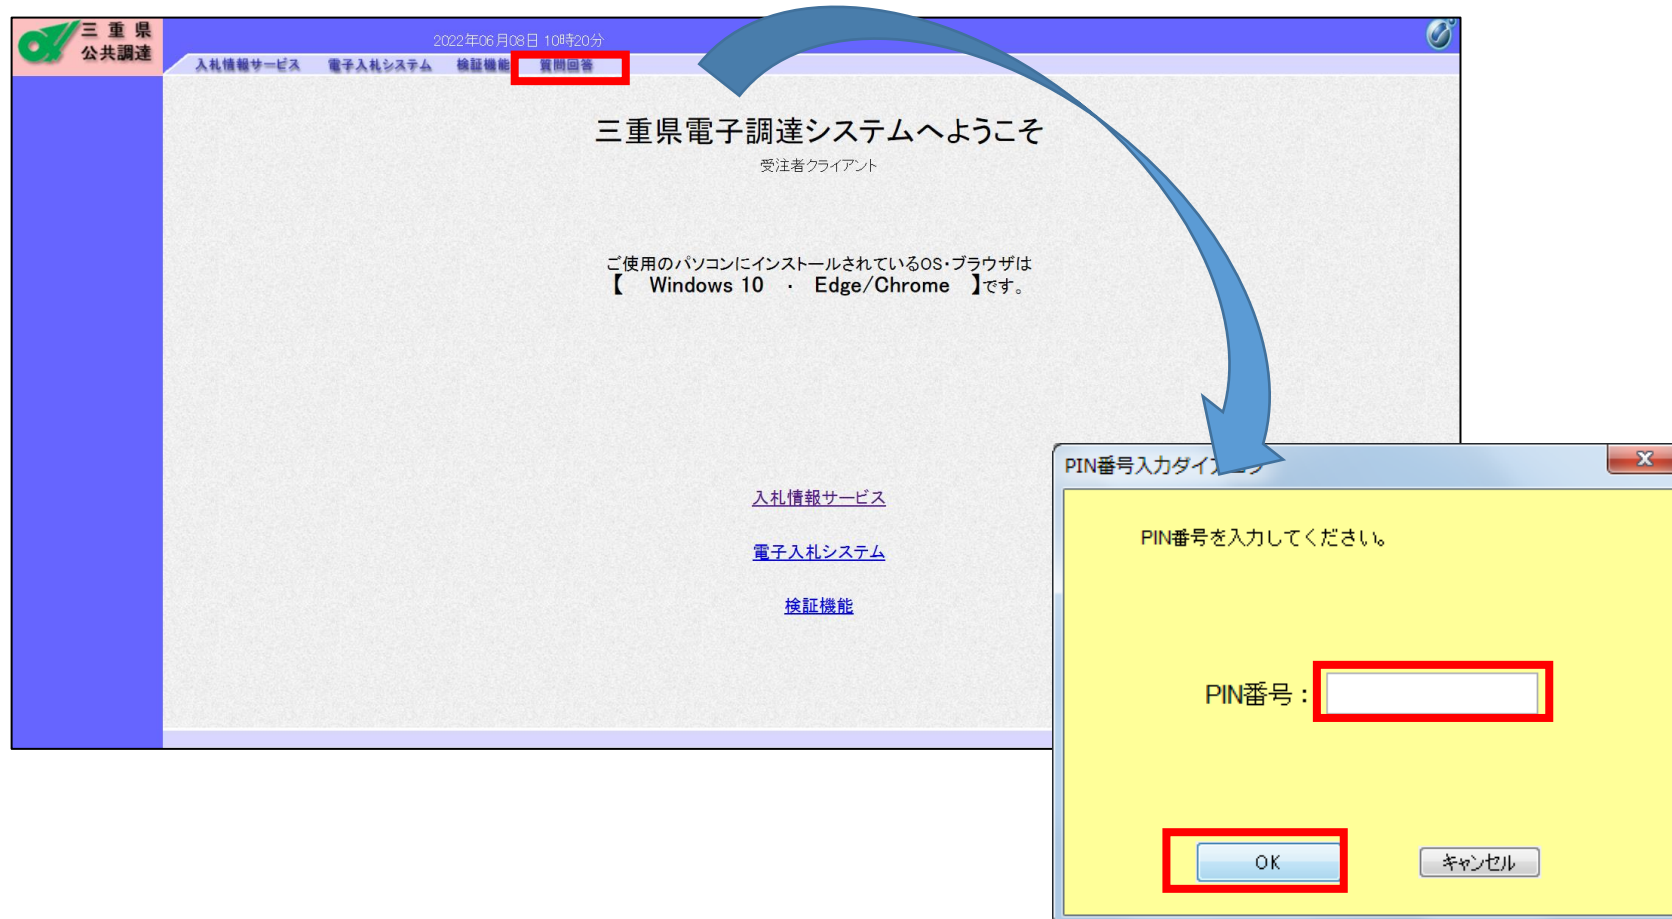 三重県
公共調達
2022年06月08日 10時20分
入札情報サービス 電子入札システム 検証機能 質問回答
三重県電子調達システムへようこそ
受注者クライアント
ご使用のパソコンにインストールされているOS・ブラウザは
【 Windows 10 ・ Edge/Chrome 】です。
入札情報サービス
電子入札システム
検証機能
PIN番号入力ダイ
PIN番号を入力してください。
PIN番号：
OK キャンセル